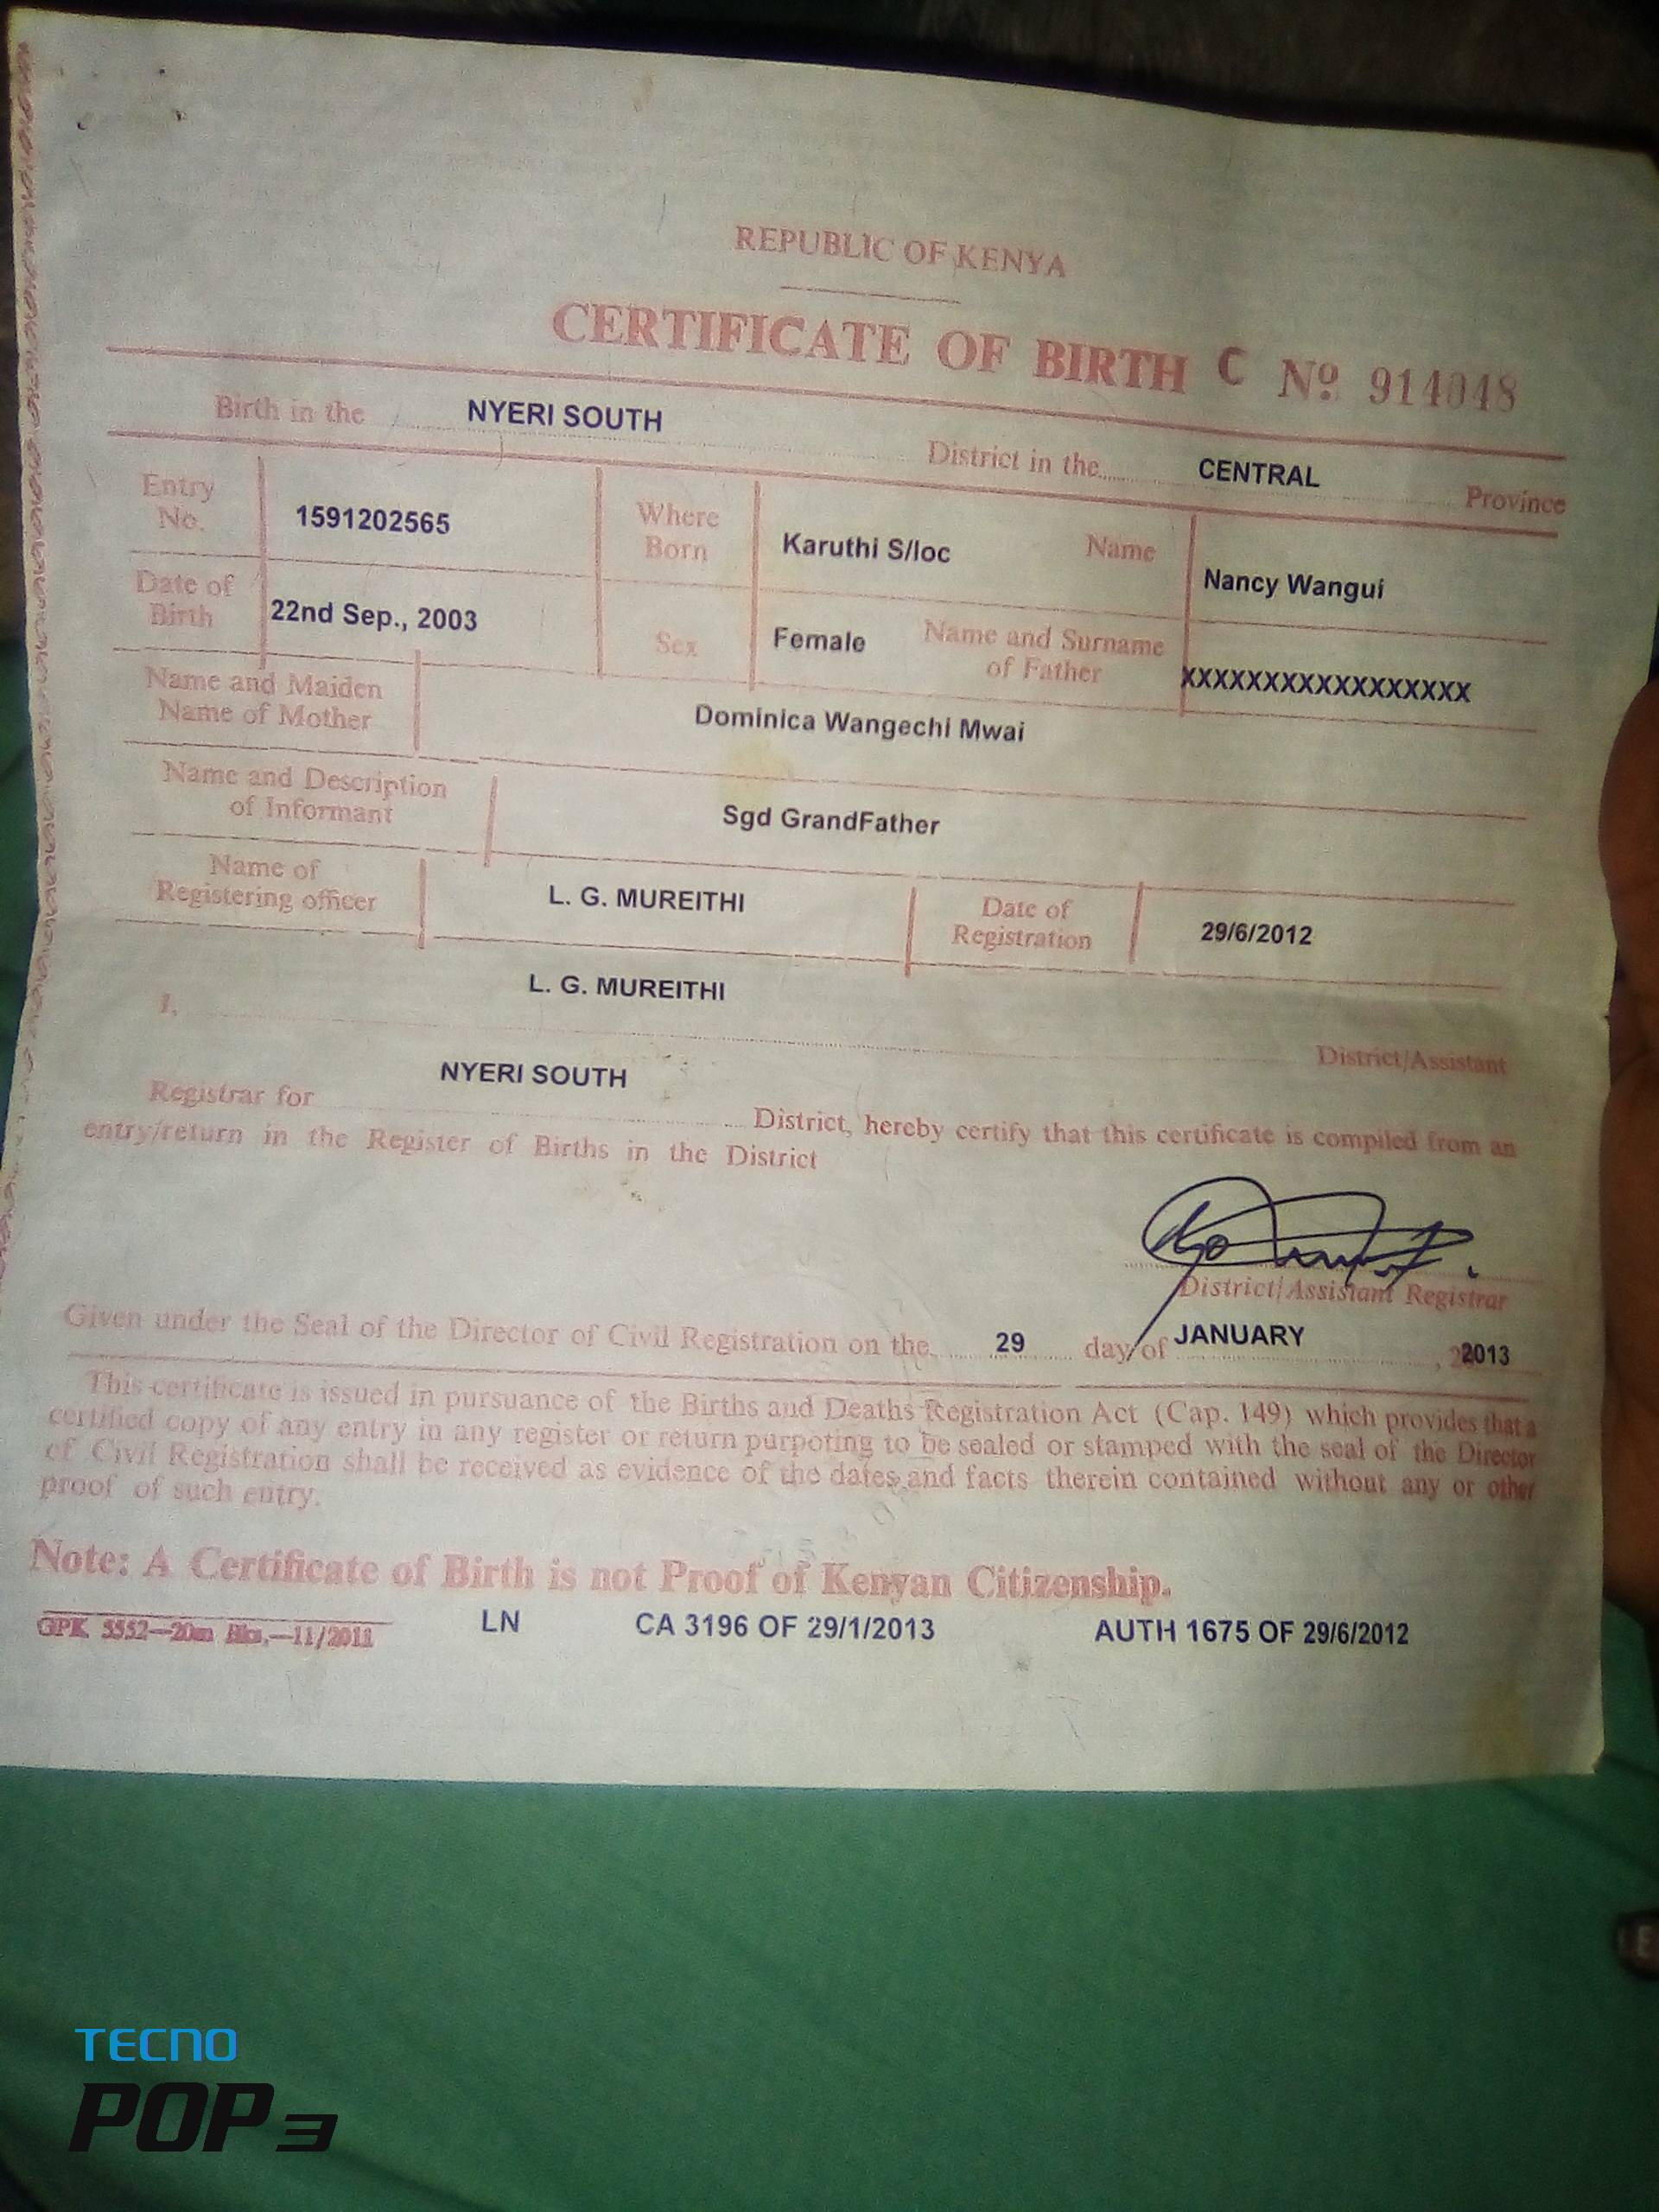 REPUBLIC OF KENYA
CERTIFICATE OF BIRTH C Nº 914048
Birth in the NYERI SOUTH District in the CENTRAL Province
Entry No. 1591202565 Where Born Karuthi S/loc Name Nancy Wangui
Date of Birth 22nd Sep., 2003 Sex Female Name and Surname of Father XXXXXXXXXXXXXXXXXX
Name and Maiden Name of Mother Dominica Wangechi Mwai
Name and Description of Informant Sgd GrandFather
Name of Registering officer L. G. MUREITHI Date of Registration 29/6/2012
I, L. G. MUREITHI District/Assistant
Registrar for NYERI SOUTH District, hereby certify that this certificate is compiled from an
entry/return in the Register of Births in the District
District/Assistant Registrar
Given under the Seal of the Director of Civil Registration on the 29 day of JANUARY, 2013
This certificate is issued in pursuance of the Births and Deaths Registration Act (Cap. 149) which provides that a
certified copy of any entry in any register or return purpoting to be sealed or stamped with the seal of the Director
of Civil Registration shall be received as evidence of the dates and facts therein contained without any or other
proof of such entry.
Note: A Certificate of Birth is not Proof of Kenyan Citizenship.
GPK 5552—20m Bks.—11/2011 LN CA 3196 OF 29/1/2013 AUTH 1675 OF 29/6/2012
TECNO
POP 3